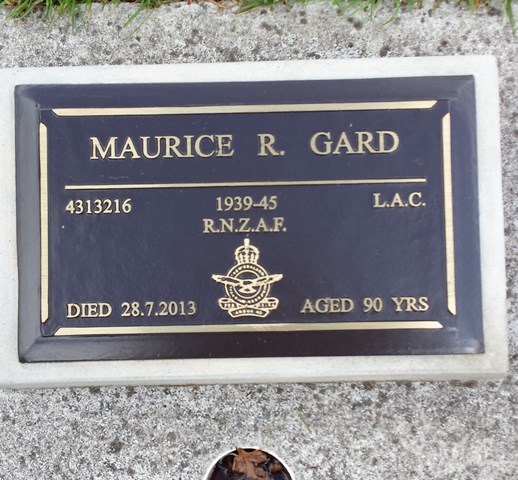 MAURICE R. GARD
4313216 1939-45 L.A.C.
R.N.Z.A.F.
DIED 28.7.2013 AGED 90 YRS